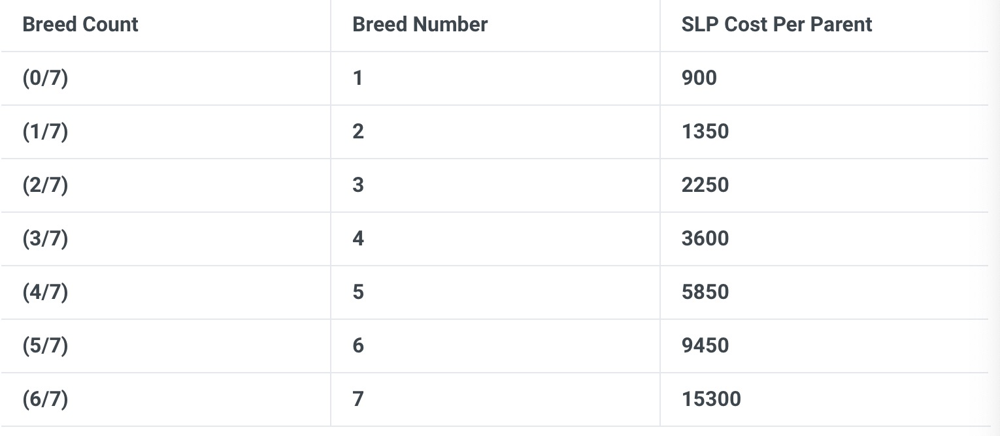 Breed Count Breed Number SLP Cost Per Parent
(0/7) 1 900
(1/7) 2 1350
(2/7) 3 2250
(3/7) 4 3600
(4/7) 5 5850
(5/7) 6 9450
(6/7) 7 15300